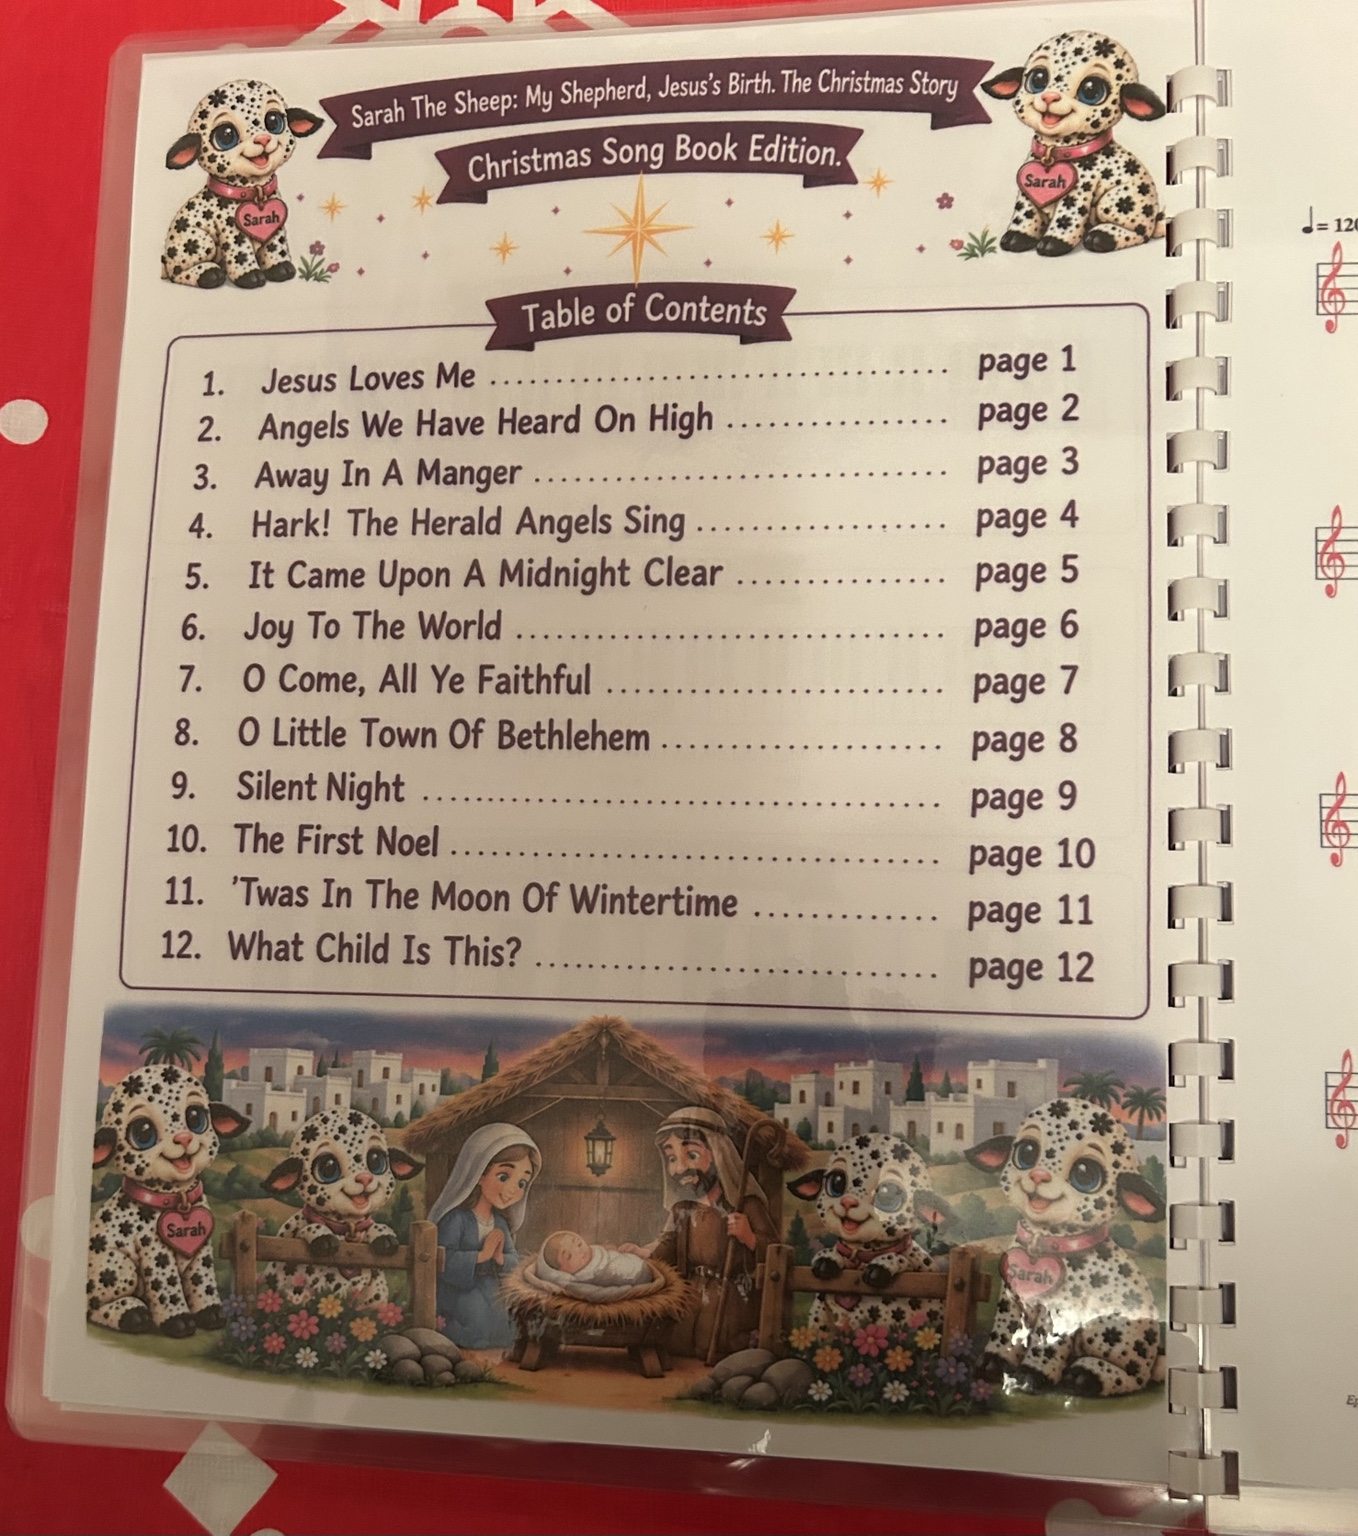 Sarah The Sheep: My Shepherd, Jesus's Birth. The Christmas Story
Christmas Song Book Edition.
Sarah
Sarah
Table of Contents
1. Jesus Loves Me ........ page 1
2. Angels We Have Heard On High ........ page 2
3. Away In A Manger ........ page 3
4. Hark! The Herald Angels Sing ........ page 4
5. It Came Upon A Midnight Clear ........ page 5
6. Joy To The World ........ page 6
7. O Come, All Ye Faithful ........ page 7
8. O Little Town Of Bethlehem ........ page 8
9. Silent Night ........ page 9
10. The First Noel ........ page 10
11. 'Twas In The Moon Of Wintertime ........ page 11
12. What Child Is This? ........ page 12
Sarah
Sarah